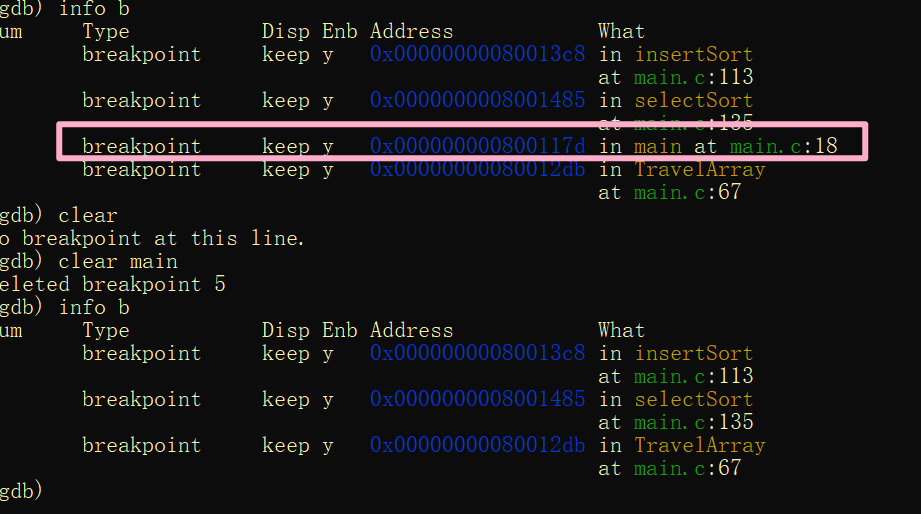 gdb) info b
um Type Disp Enb Address What
breakpoint keep y 0x00000000080013c8 in insertSort
at main.c:113
breakpoint keep y 0x0000000008001485 in selectSort
at main.c:135
breakpoint keep y 0x000000000800117d in main at main.c:18
breakpoint keep y 0x00000000080012db in TravelArray
at main.c:67
gdb) clear
o breakpoint at this line.
gdb) clear main
eleted breakpoint 5
gdb) info b
um Type Disp Enb Address What
breakpoint keep y 0x00000000080013c8 in insertSort
at main.c:113
breakpoint keep y 0x0000000008001485 in selectSort
at main.c:135
breakpoint keep y 0x00000000080012db in TravelArray
at main.c:67
gdb)